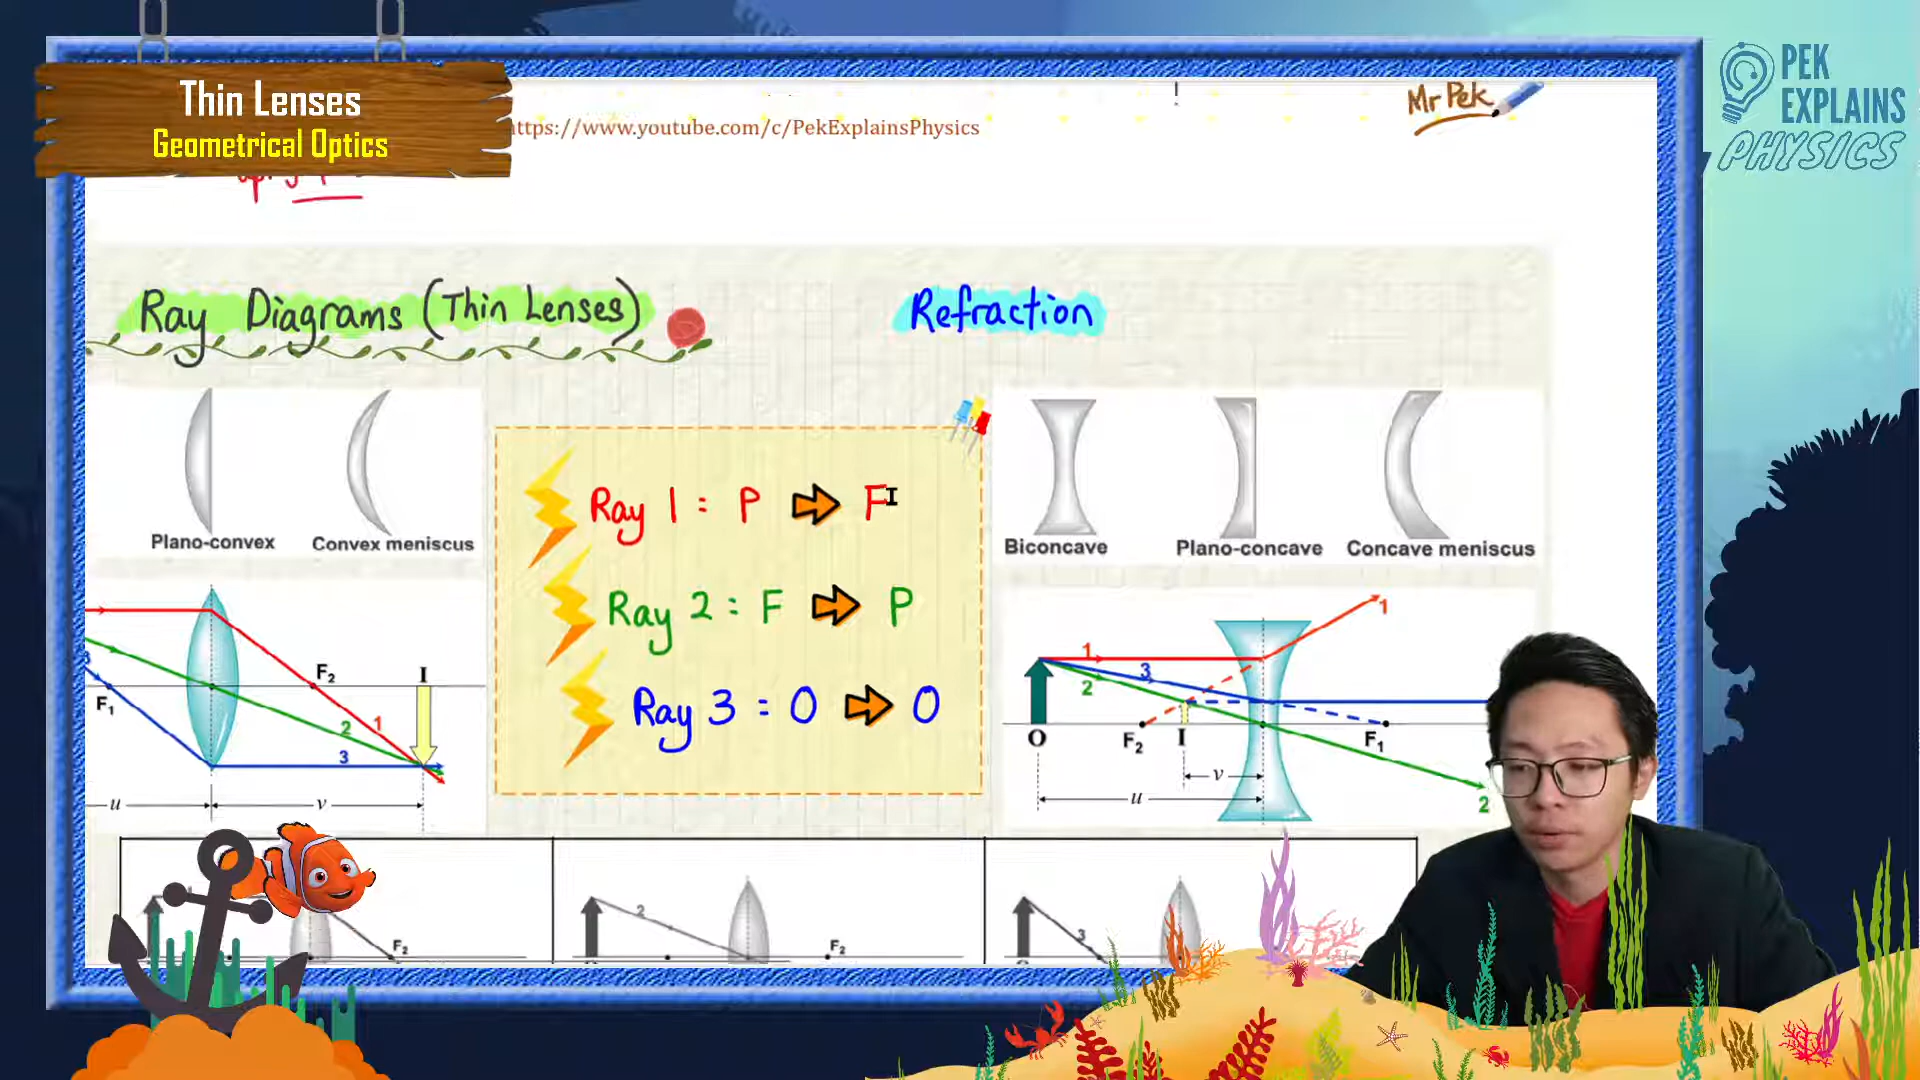 Thin Lenses
Geometrical Optics
ttps://www.youtube.com/c/PekExplainsPhysics
Mr Pek
PEK
EXPLAINS
PHYSICS
Ray Diagrams (Thin Lenses)
Refraction
Plano-convex
Convex meniscus
Ray 1 : P F
Ray 2 : F P
Ray 3 : O O
Biconcave
Plano-concave
Concave meniscus
3
F1
F2
I
2
1
3
u
v
1
1
2
3
O
F2
I
F1
v
u
2
F2
2
F2
3